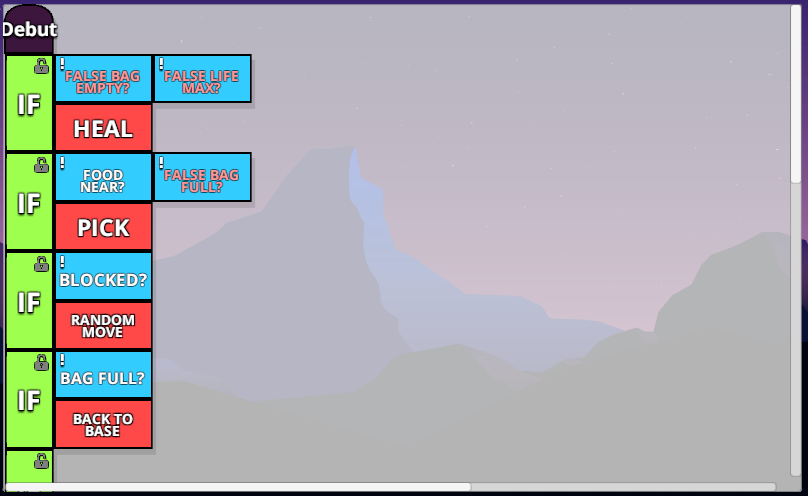 Debut
IF
!
FALSE BAG
EMPTY?
!
FALSE LIFE
MAX?
HEAL
IF
!
FOOD
NEAR?
!
FALSE BAG
FULL?
PICK
IF
!
BLOCKED?
RANDOM
MOVE
IF
!
BAG FULL?
BACK TO
BASE